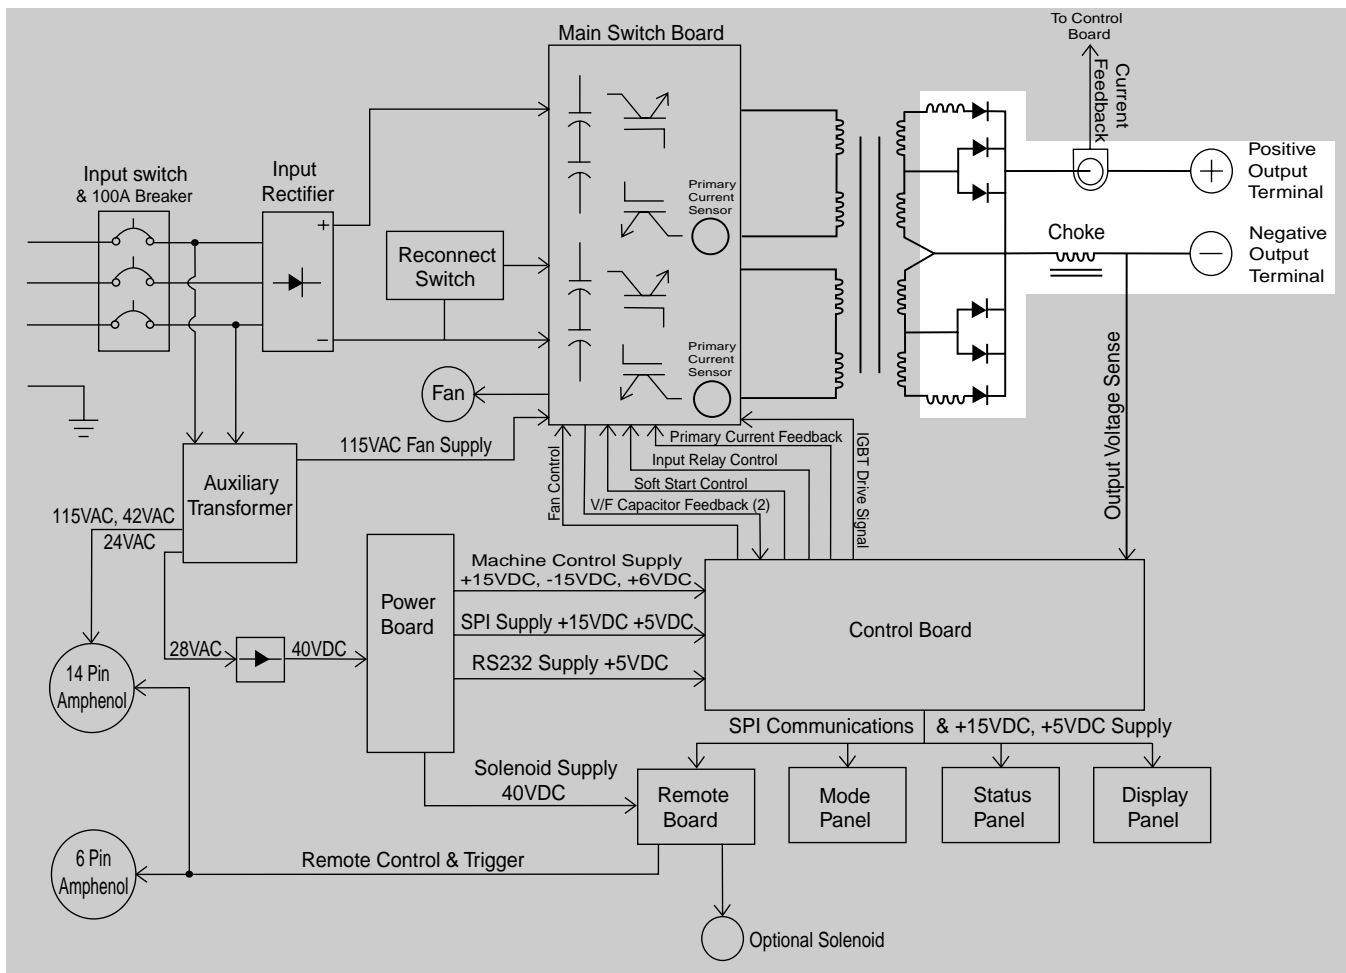 To Control
Board
Main Switch Board
Current
Feedback
Input switch
& 100A Breaker
Input
Rectifier
Primary
Current
Sensor
+
Positive
Output
Terminal
+
−
Reconnect
Switch
Choke
Negative
Output
Terminal
−
Primary
Current
Sensor
Fan
115VAC Fan Supply
Primary Current Feedback
Input Relay Control
Soft Start Control
V/F Capacitor Feedback (2)
Fan Control
IGBT Drive Signal
Output Voltage Sense
Auxiliary
Transformer
115VAC, 42VAC
24VAC
Machine Control Supply
+15VDC, -15VDC, +6VDC
Power
Board
SPI Supply +15VDC +5VDC
Control Board
28VAC
40VDC
RS232 Supply +5VDC
14 Pin
Amphenol
SPI Communications & +15VDC, +5VDC Supply
Solenoid Supply
40VDC
Remote
Board
Mode
Panel
Status
Panel
Display
Panel
6 Pin
Amphenol
Remote Control & Trigger
Optional Solenoid